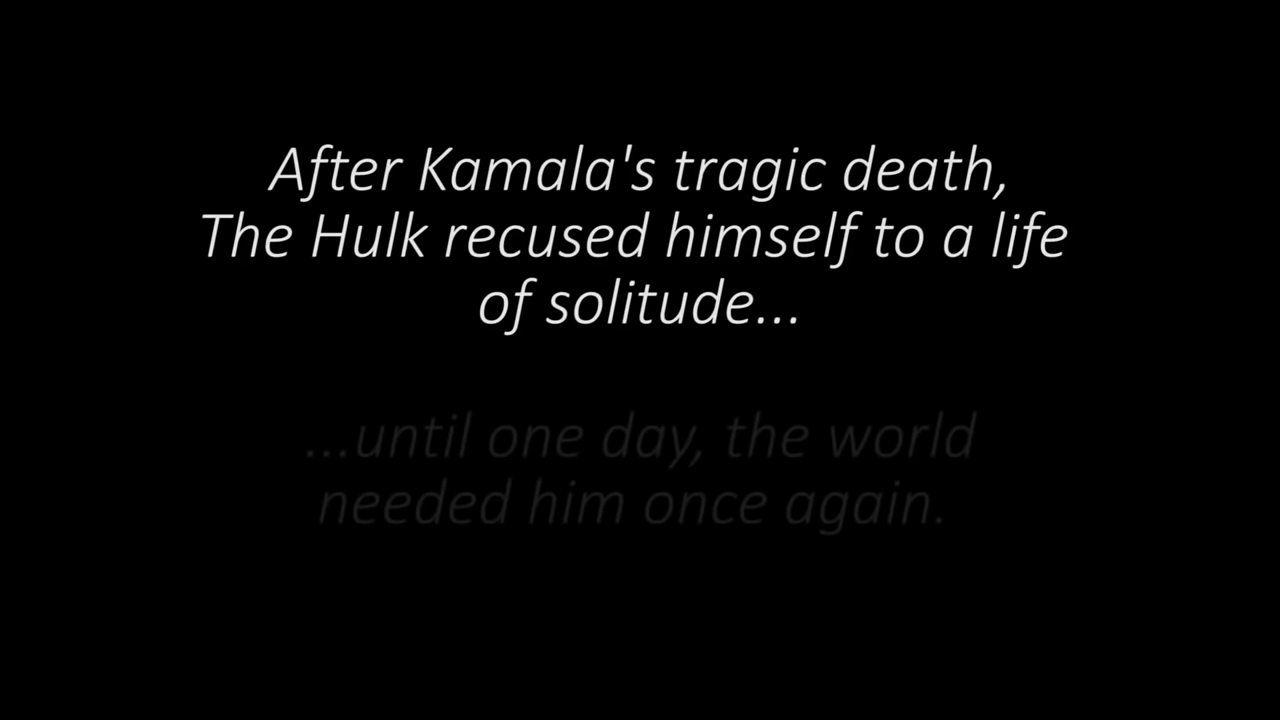 After Kamala's tragic death,
The Hulk recused himself to a life
of solitude...
...until one day, the world
needed him once again.